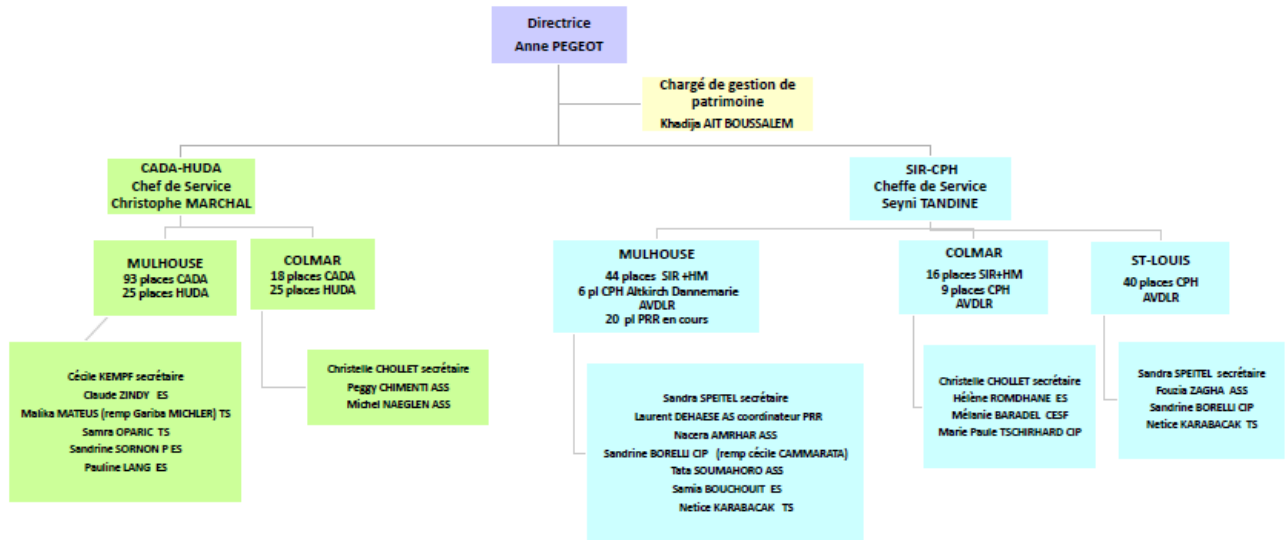 Directrice
Anne PEGEOT
Chargé de gestion de
patrimoine
Khadija AIT BOUSSALEM
CADA-HUDA
Chef de Service
Christophe MARCHAL
SIR-CPH
Cheffe de Service
Seyni TANDINE
MULHOUSE
93 places CADA
25 places HUDA
COLMAR
18 places CADA
25 places HUDA
MULHOUSE
44 places SIR +HM
6 pl CPH Altkirch Dannemarie
AVDLR
20 pl PRR en cours
COLMAR
16 places SIR+HM
9 places CPH
AVDLR
ST-LOUIS
40 places CPH
AVDLR
Cécile KEMPF secrétaire
Claude ZINDY ES
Malika MATEUS (remp Gariba MICHLER) TS
Samra OPARIC TS
Sandrine SORNON P ES
Pauline LANG ES
Christelle CHOLLET secrétaire
Peggy CHIMENTI ASS
Michel NAEGLEN ASS
Sandra SPEITEL secrétaire
Laurent DEHAESE AS coordinateur PRR
Nacera AMRHAR ASS
Sandrine BORELLI CIP (remp cécile CAMMARATA)
Tata SOUMAHORO ASS
Samia BOUCHOUIT ES
Netice KARABACAK TS
Christelle CHOLLET secrétaire
Hélène ROMDHANE ES
Mélanie BARADEL CESF
Marie Paule TSCHIRHARD CIP
Sandra SPEITEL secrétaire
Fouzia ZAGHA ASS
Sandrine BORELLI CIP
Netice KARABACAK TS